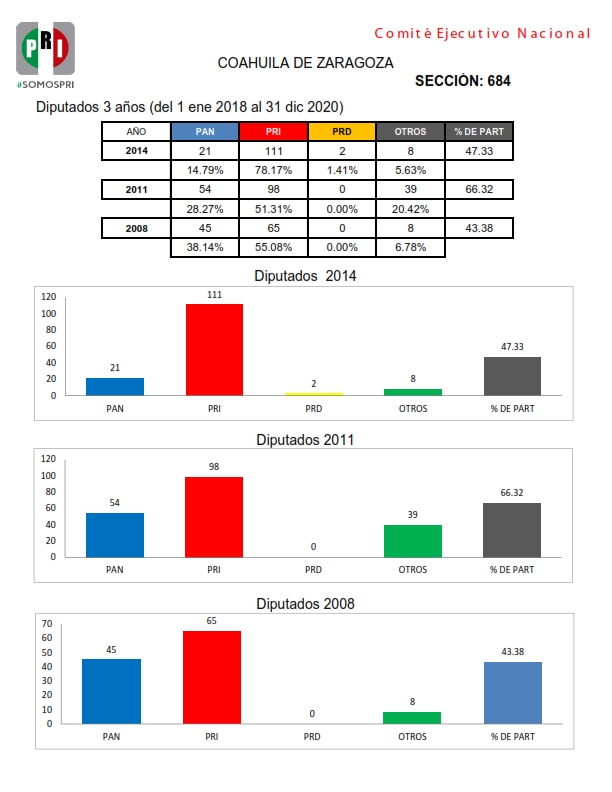 PRI
#SOMOSPRI
Comité Ejecutivo Nacional
COAHUILA DE ZARAGOZA
SECCIÓN: 684
Diputados 3 años (del 1 ene 2018 al 31 dic 2020)
AÑO PAN PRI PRD OTROS % DE PART
2014 21 111 2 8 47.33
14.79% 78.17% 1.41% 5.63%
2011 54 98 0 39 66.32
28.27% 51.31% 0.00% 20.42%
2008 45 65 0 8 43.38
38.14% 55.08% 0.00% 6.78%
Diputados 2014
120
100
80
60
40
20
0
21 111 2 8 47.33
PAN PRI PRD OTROS % DE PART
Diputados 2011
120
100
80
60
40
20
0
54 98 0 39 66.32
PAN PRI PRD OTROS % DE PART
Diputados 2008
70
60
50
40
30
20
10
0
45 65 0 8 43.38
PAN PRI PRD OTROS % DE PART